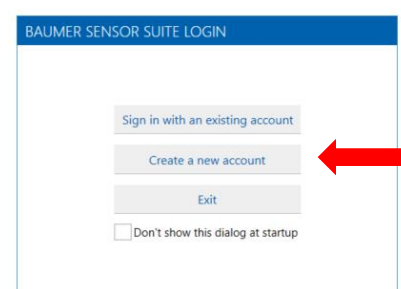 BAUMER SENSOR SUITE LOGIN
Sign in with an existing account
Create a new account
Exit
Don't show this dialog at startup